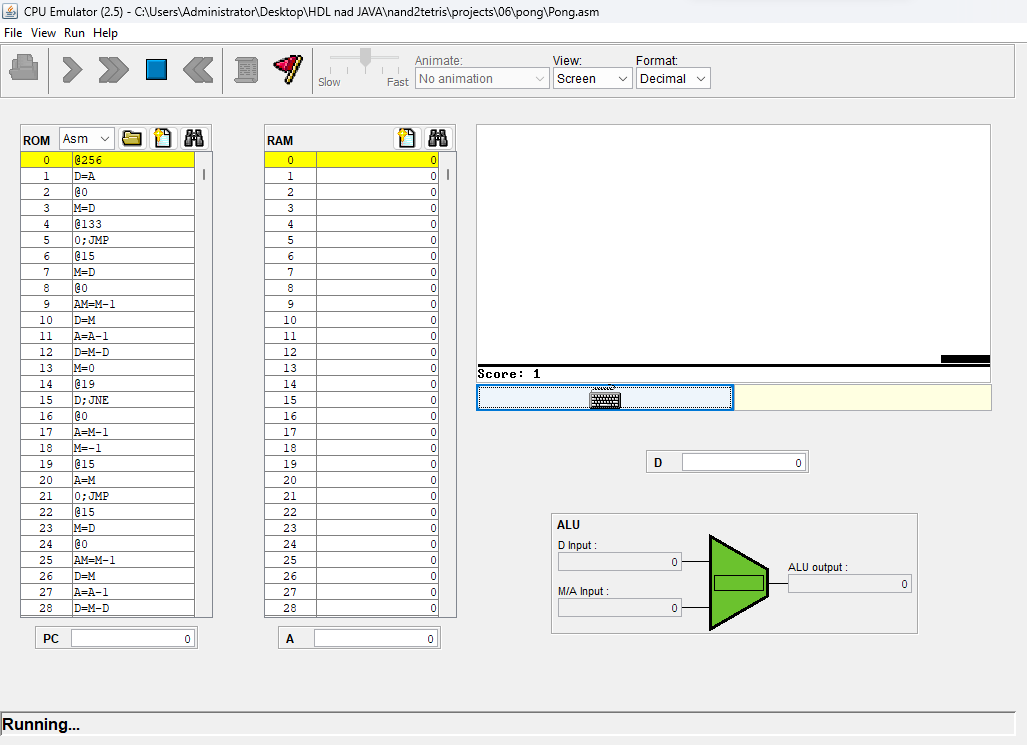 CPU Emulator (2.5) - C:\Users\Administrator\Desktop\HDL nad JAVA\nand2tetris\projects\06\pong\Pong.asm
File View Run Help
Slow Fast
Animate: View: Format:
No animation Screen Decimal
ROM Asm
0 @256
1 D=A
2 @0
3 M=D
4 @133
5 0;JMP
6 @15
7 M=D
8 @0
9 AM=M-1
10 D=M
11 A=A-1
12 D=M-D
13 M=0
14 @19
15 D;JNE
16 @0
17 A=M-1
18 M=-1
19 @15
20 A=M
21 0;JMP
22 @15
23 M=D
24 @0
25 AM=M-1
26 D=M
27 A=A-1
28 D=M-D
PC 0
RAM
0 0
1 0
2 0
3 0
4 0
5 0
6 0
7 0
8 0
9 0
10 0
11 0
12 0
13 0
14 0
15 0
16 0
17 0
18 0
19 0
20 0
21 0
22 0
23 0
24 0
25 0
26 0
27 0
28 0
A 0
Score: 1
D 0
ALU
D Input :
0
M/A Input :
0
ALU output :
0
Running...